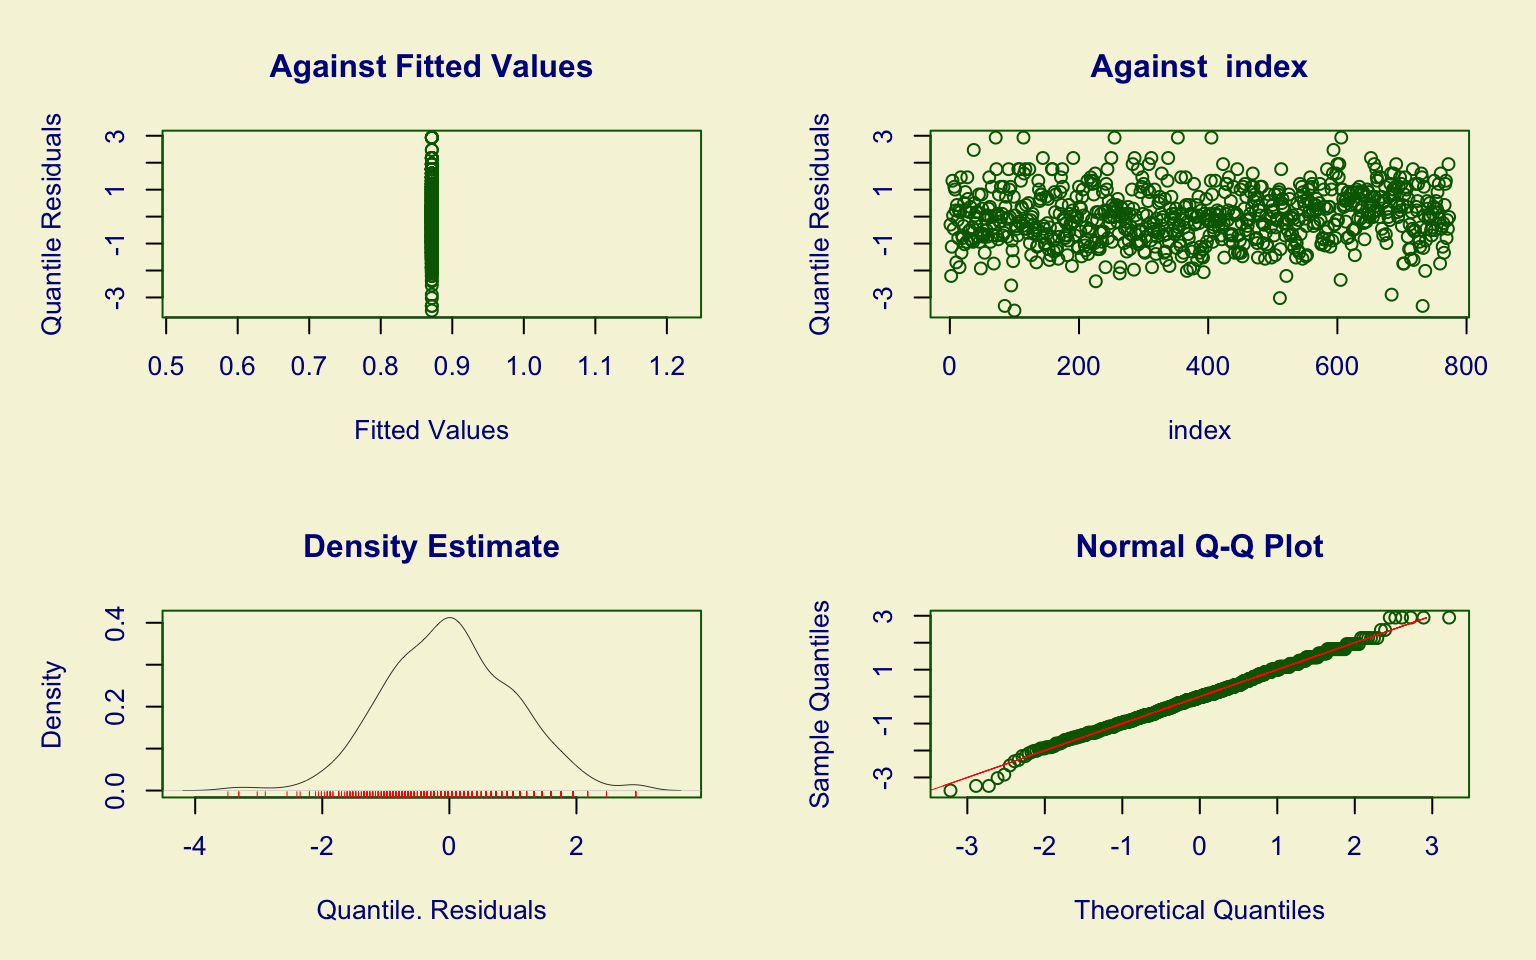 Against Fitted Values
Quantile Residuals
3
1
-1
-3
0.5 0.6 0.7 0.8 0.9 1.0 1.1 1.2
Fitted Values
Against  index
Quantile Residuals
3
1
-1
-3
0 200 400 600 800
index
Density Estimate
Density
0.4
0.2
0.0
-4 -2 0 2
Quantile. Residuals
Normal Q-Q Plot
Sample Quantiles
3
1
-1
-3
-3 -2 -1 0 1 2 3
Theoretical Quantiles